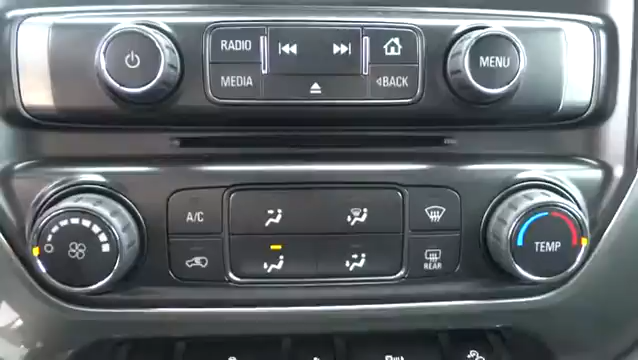 RADIO
MENU
MEDIA
BACK
A/C
TEMP
REAR